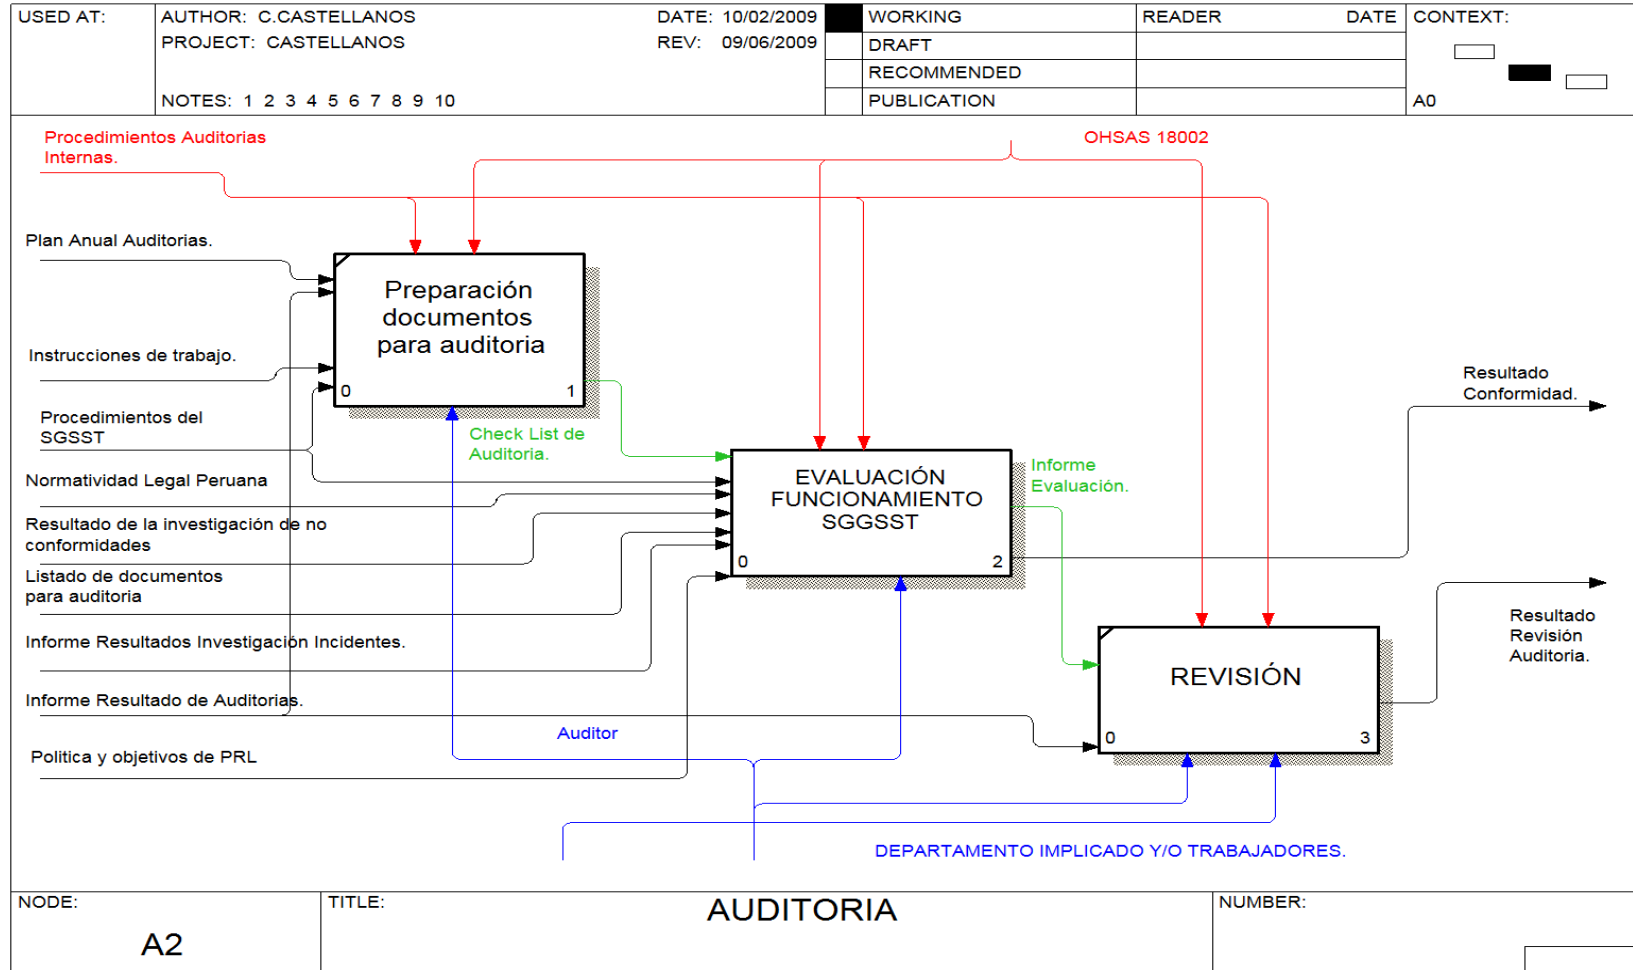 USED AT:
AUTHOR: C.CASTELLANOS
DATE: 10/02/2009
PROJECT: CASTELLANOS
REV: 09/06/2009
NOTES: 1 2 3 4 5 6 7 8 9 10
WORKING
DRAFT
RECOMMENDED
PUBLICATION
READER
DATE
CONTEXT:
A0
Procedimientos Auditorias
Internas.
OHSAS 18002
Plan Anual Auditorias.
Preparación
documentos
para auditoria
0
1
Instrucciones de trabajo.
Procedimientos del
SGSST
Check List de
Auditoria.
Normatividad Legal Peruana
Resultado de la investigación de no
conformidades
Listado de documentos
para auditoria
Informe Resultados Investigación Incidentes.
Informe Resultado de Auditorias.
Politica y objetivos de PRL
EVALUACIÓN
FUNCIONAMIENTO
SGGSST
0
2
Informe
Evaluación.
Resultado
Conformidad.
Resultado
Revisión
Auditoria.
REVISIÓN
0
3
Auditor
DEPARTAMENTO IMPLICADO Y/O TRABAJADORES.
NODE:
A2
TITLE:
AUDITORIA
NUMBER: